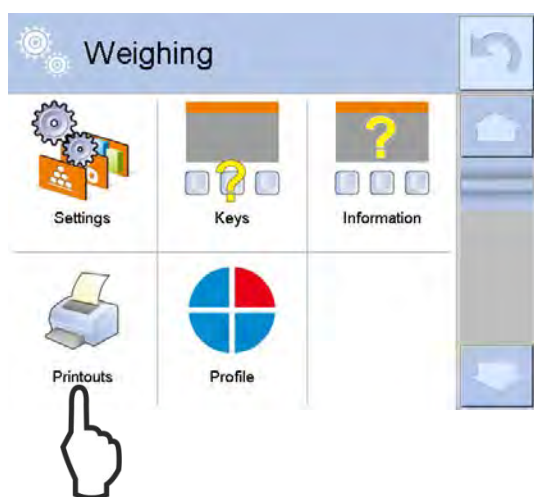 Weighing
Settings
Keys
Information
Printouts
Profile